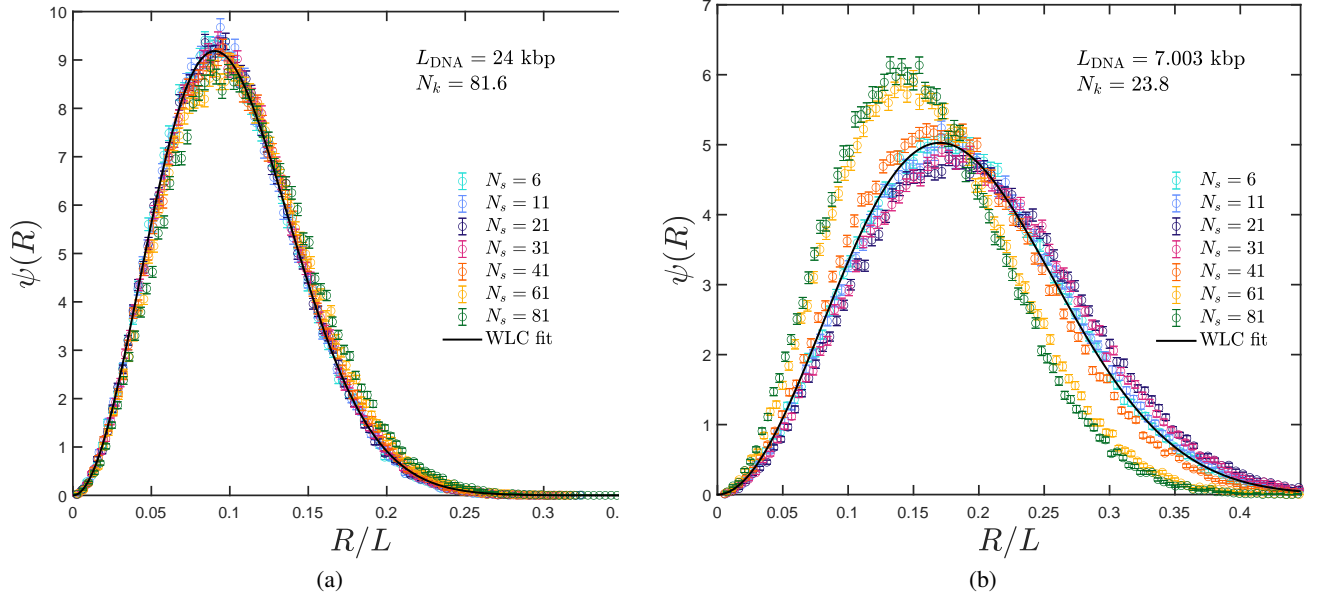 10
9
8
7
6
5
4
3
2
1
0
ψ(R)
0 0.05 0.1 0.15 0.2 0.25 0.3 0.
R/L
L_DNA = 24 kbp
N_k = 81.6
N_s = 6
N_s = 11
N_s = 21
N_s = 31
N_s = 41
N_s = 61
N_s = 81
WLC fit
(a)
7
6
5
4
3
2
1
0
ψ(R)
0 0.05 0.1 0.15 0.2 0.25 0.3 0.35 0.4
R/L
L_DNA = 7.003 kbp
N_k = 23.8
N_s = 6
N_s = 11
N_s = 21
N_s = 31
N_s = 41
N_s = 61
N_s = 81
WLC fit
(b)